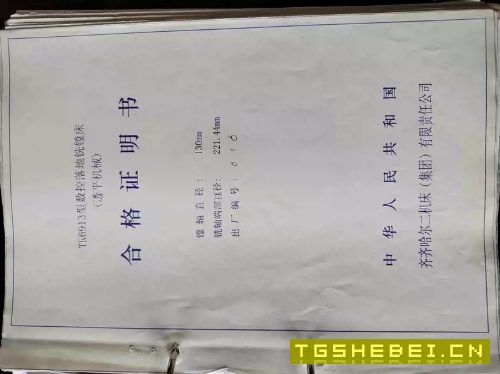 TK6913型数控落地铣镗床
(透平机械)
合格证明书
镗轴直径: 130mm
铣轴端部直径: 221.44mm
出厂编号: 016
中华人民共和国
齐齐哈尔二机床(集团)有限责任公司
TGSHEBEI.CN